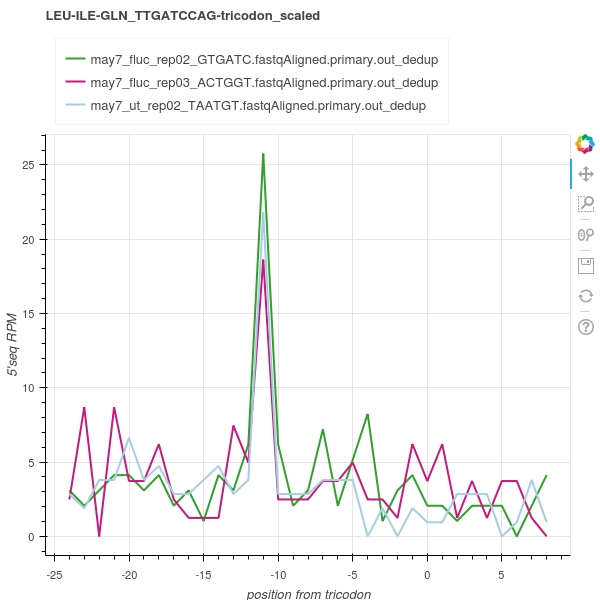 LEU-ILE-GLN_TTGATCCAG-tricodon_scaled
may7_fluc_rep02_GTGATC.fastqAligned.primary.out_dedup
may7_fluc_rep03_ACTGGT.fastqAligned.primary.out_dedup
may7_ut_rep02_TAATGT.fastqAligned.primary.out_dedup
25
20
15
10
5
0
5'seq RPM
-25 -20 -15 -10 -5 0 5
position from tricodon